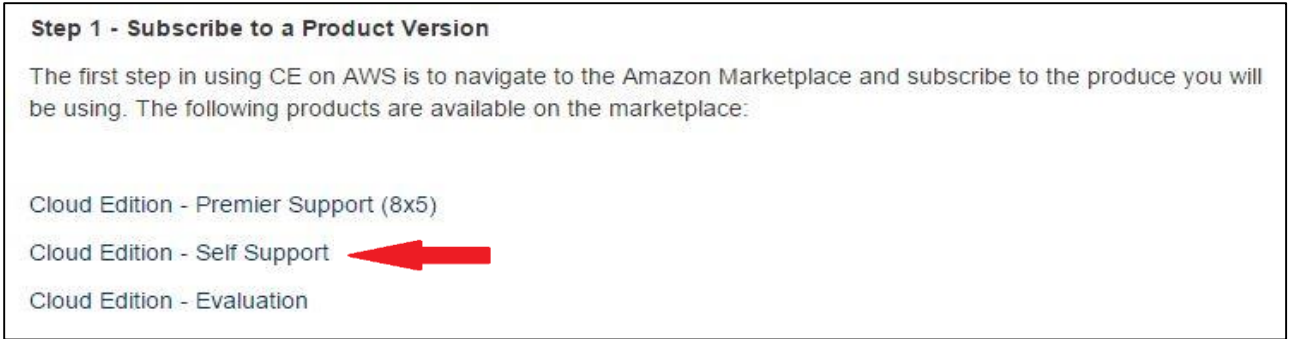 Step 1 - Subscribe to a Product Version
The first step in using CE on AWS is to navigate to the Amazon Marketplace and subscribe to the produce you will
be using. The following products are available on the marketplace:
Cloud Edition - Premier Support (8x5)
Cloud Edition - Self Support
Cloud Edition - Evaluation